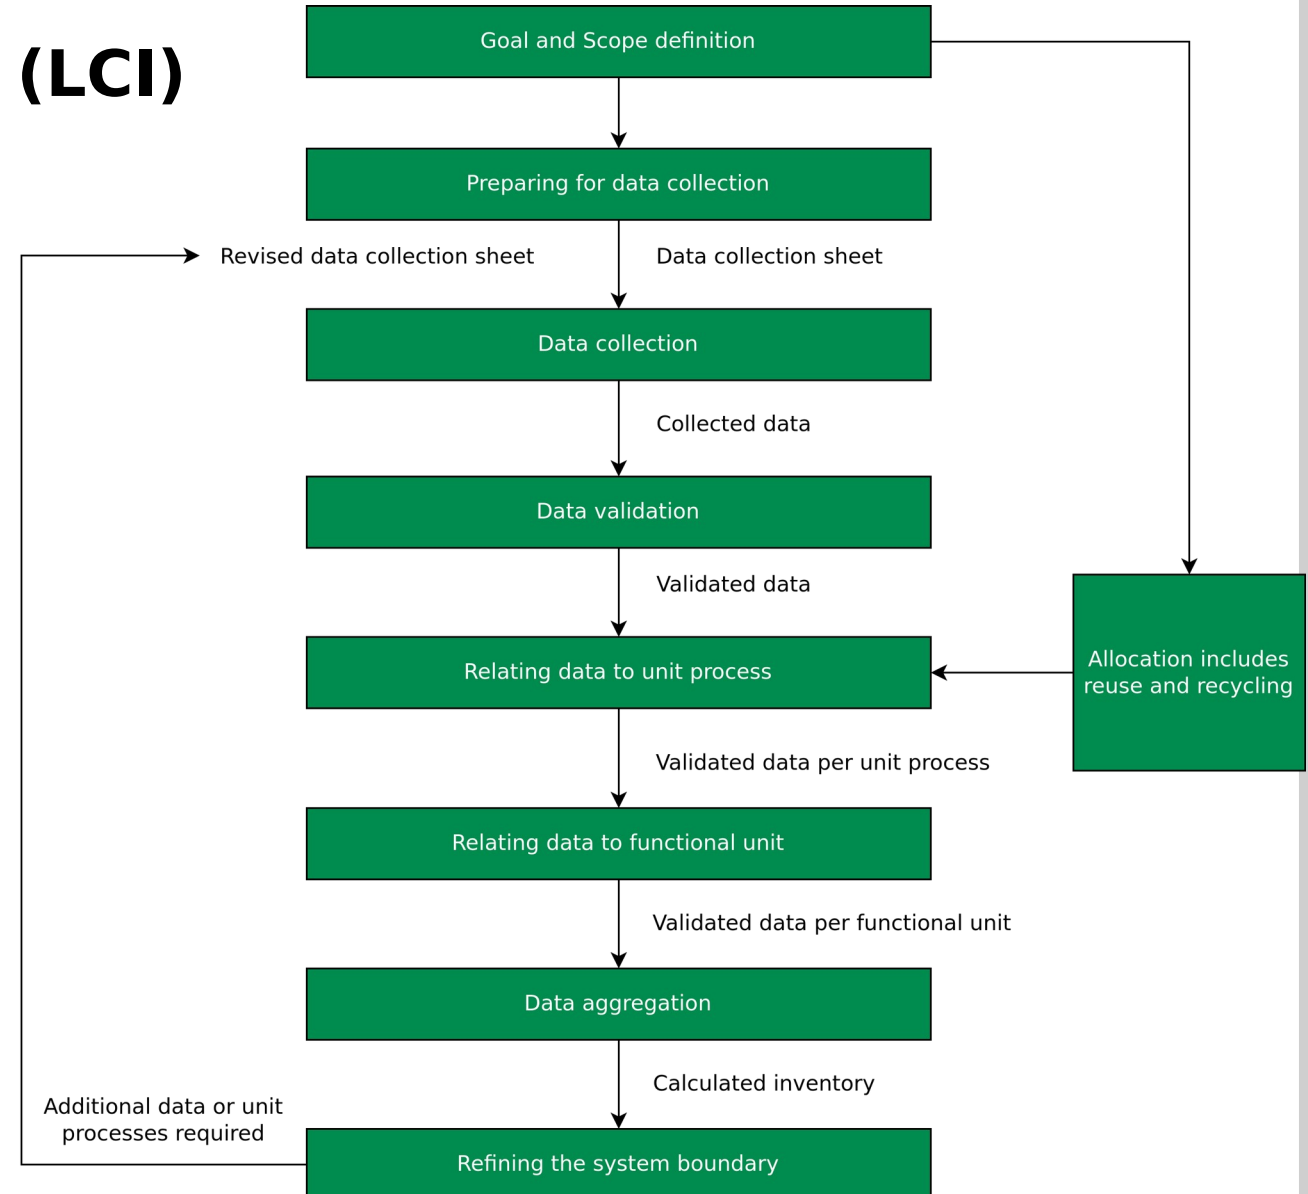 (LCI)
Goal and Scope definition
Preparing for data collection
Revised data collection sheet
Data collection sheet
Data collection
Collected data
Data validation
Validated data
Relating data to unit process
Allocation includes
reuse and recycling
Validated data per unit process
Relating data to functional unit
Validated data per functional unit
Data aggregation
Calculated inventory
Additional data or unit
processes required
Refining the system boundary